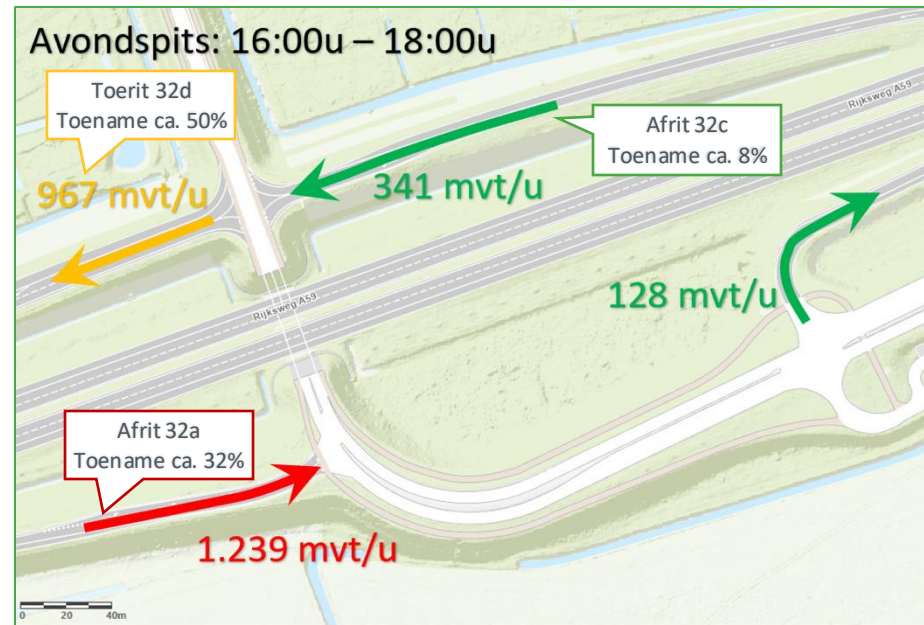 Avondspits: 16:00u – 18:00u
Toerit 32d
Toename ca. 50%
967 mvt/u
Afrit 32c
Toename ca. 8%
341 mvt/u
Rijksweg A59
128 mvt/u
Rijksweg A59
Afrit 32a
Toename ca. 32%
1.239 mvt/u
0 20 40m